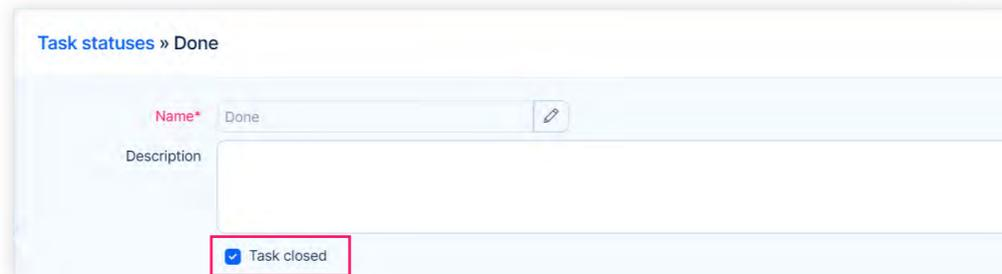 Task statuses » Done
Name* Done
Description
Task closed